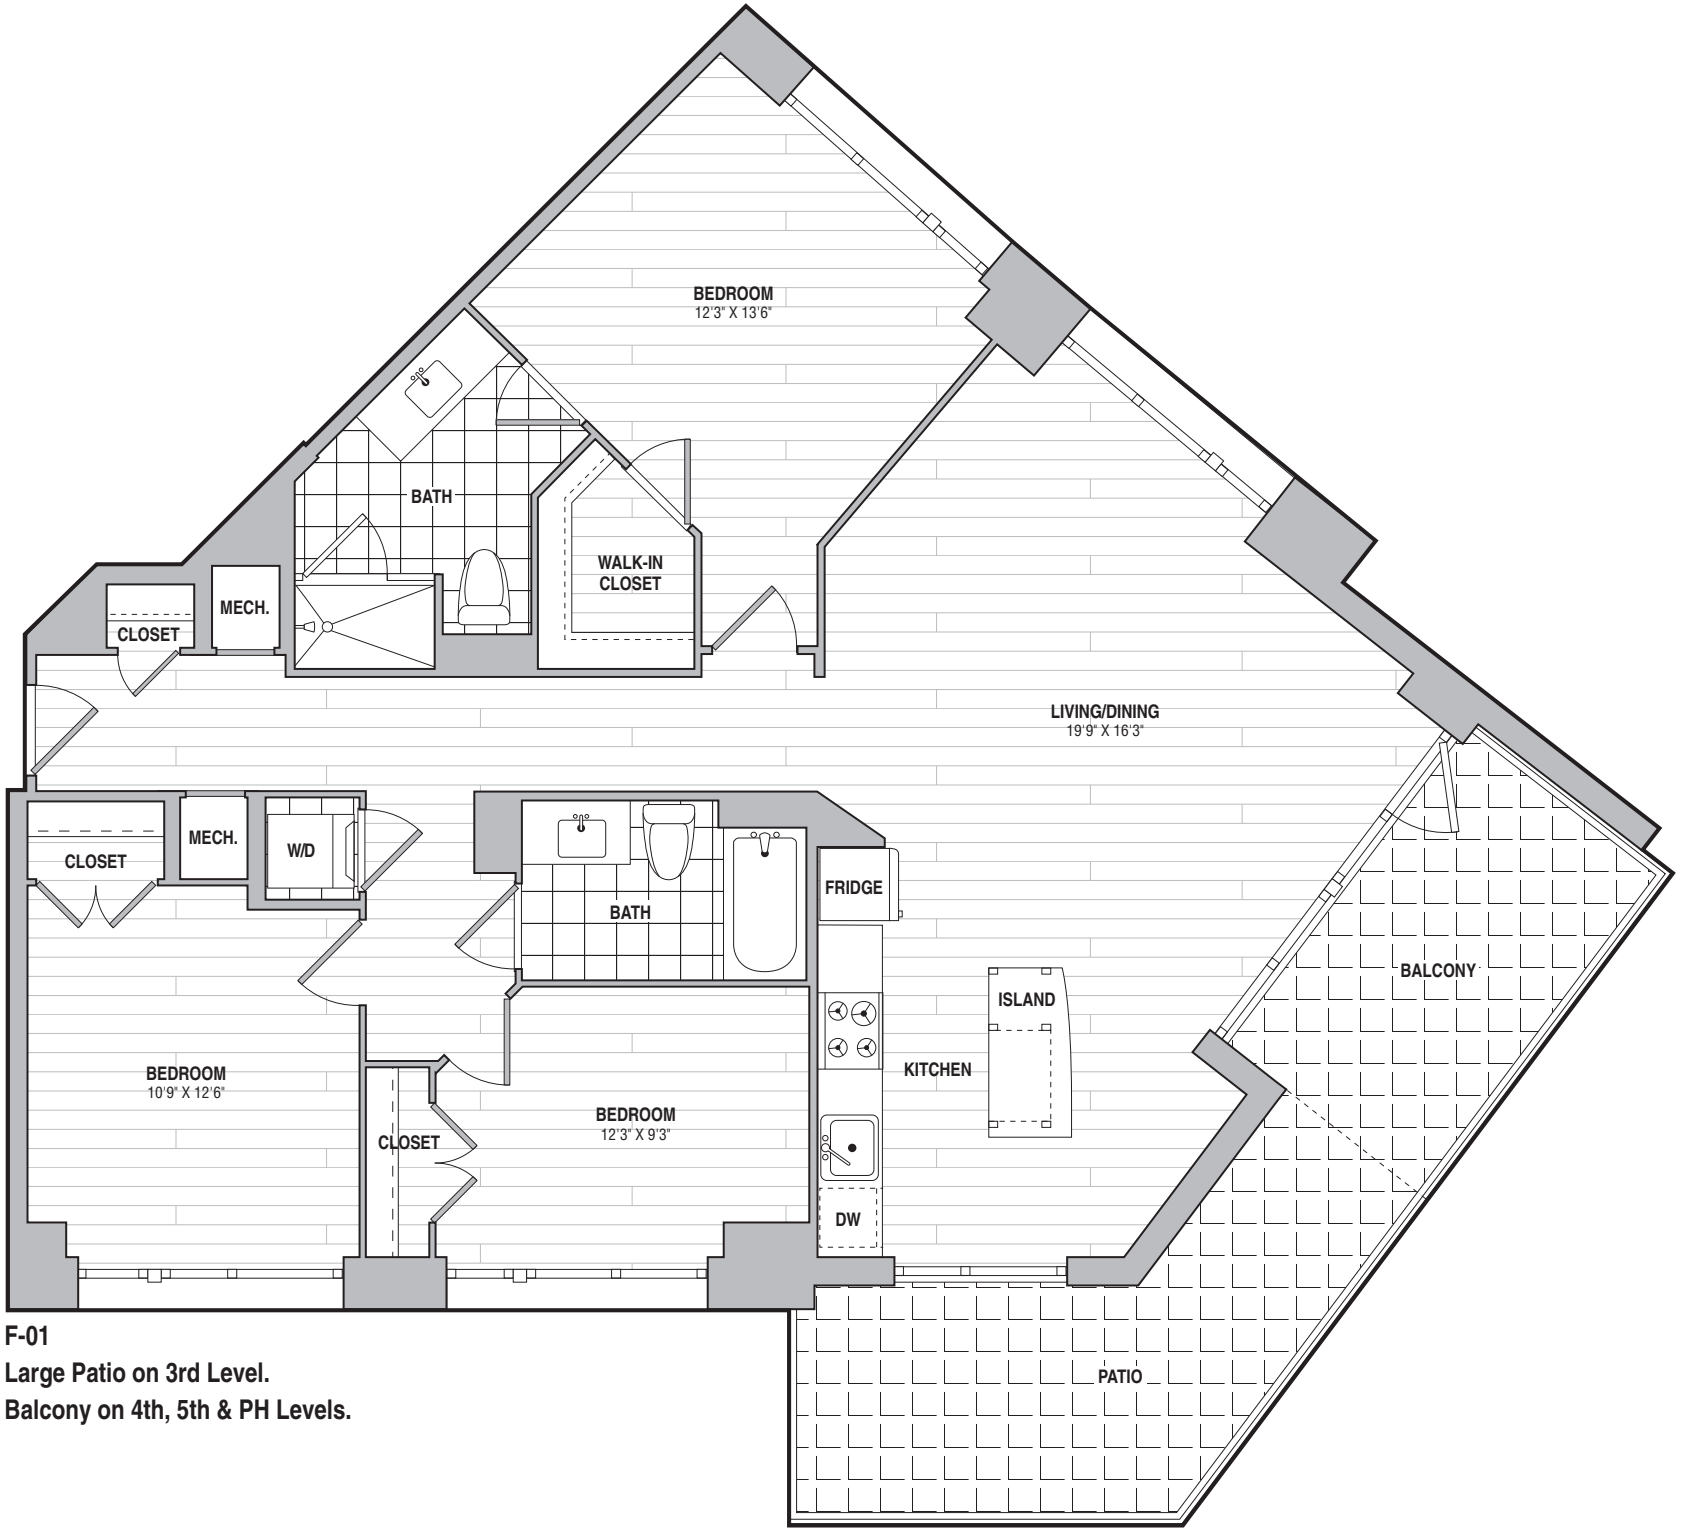 BEDROOM
12'3" X 13'6"
BATH
WALK-IN
CLOSET
MECH.
CLOSET
LIVING/DINING
19'9" X 16'3"
CLOSET
MECH.
W/D
BATH
FRIDGE
BALCONY
ISLAND
KITCHEN
BEDROOM
10'9" X 12'6"
BEDROOM
12'3" X 9'3"
CLOSET
DW
PATIO
F-01
Large Patio on 3rd Level.
Balcony on 4th, 5th & PH Levels.